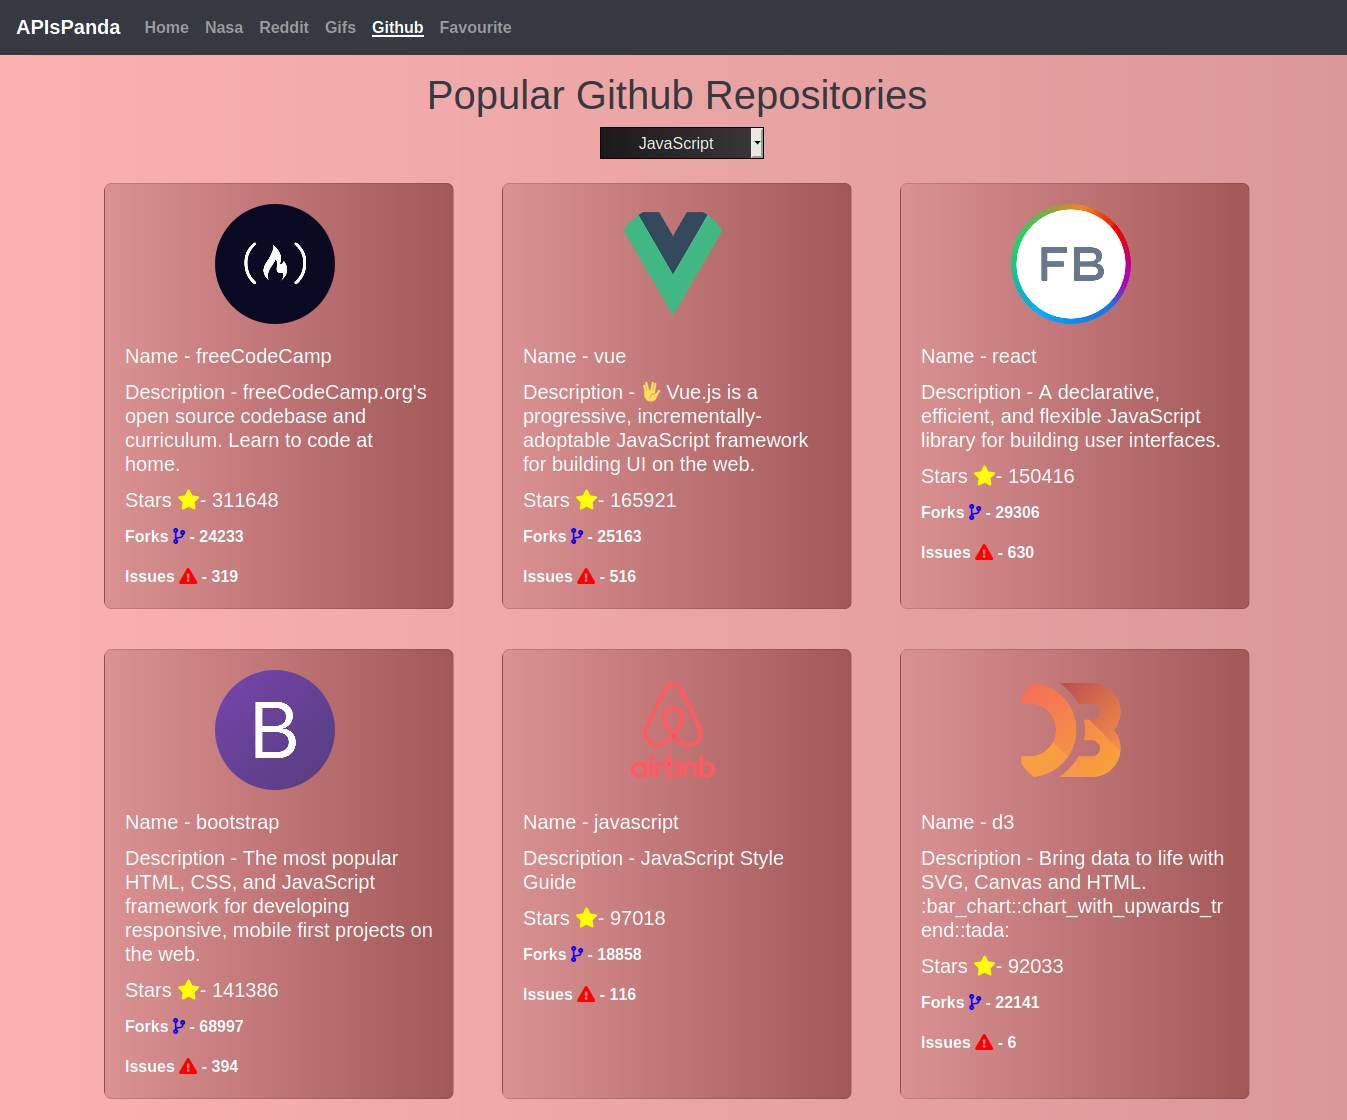 APIsPanda Home Nasa Reddit Gifs Github Favourite
Popular Github Repositories
JavaScript
Name - freeCodeCamp
Description - freeCodeCamp.org's
open source codebase and
curriculum. Learn to code at
home.
Stars ⭐- 311648
Forks - 24233
Issues - 319
Name - vue
Description - 🖖 Vue.js is a
progressive, incrementally-
adoptable JavaScript framework
for building UI on the web.
Stars ⭐- 165921
Forks - 25163
Issues - 516
FB
Name - react
Description - A declarative,
efficient, and flexible JavaScript
library for building user interfaces.
Stars ⭐- 150416
Forks - 29306
Issues - 630
B
Name - bootstrap
Description - The most popular
HTML, CSS, and JavaScript
framework for developing
responsive, mobile first projects on
the web.
Stars ⭐- 141386
Forks - 68997
Issues - 394
airbnb
Name - javascript
Description - JavaScript Style
Guide
Stars ⭐- 97018
Forks - 18858
Issues - 116
Name - d3
Description - Bring data to life with
SVG, Canvas and HTML.
:bar_chart::chart_with_upwards_tr
end::tada:
Stars ⭐- 92033
Forks - 22141
Issues - 6